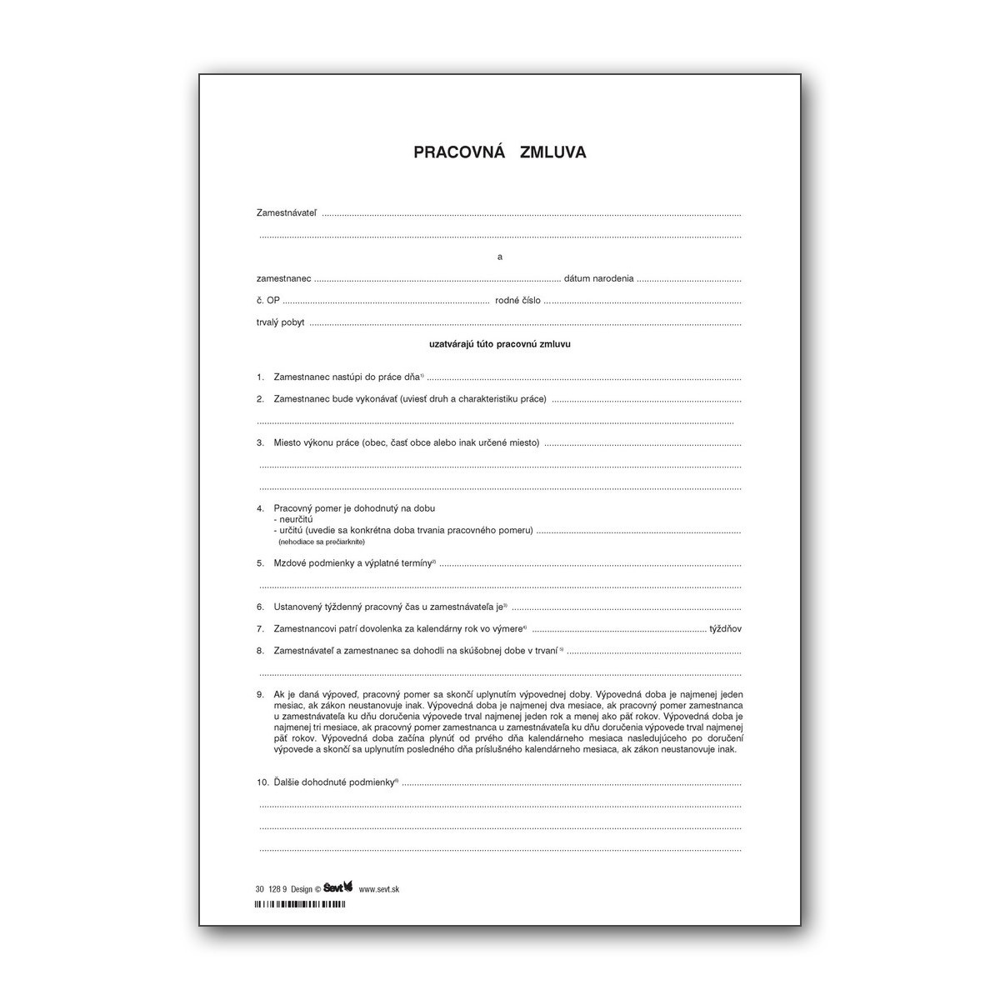 PRACOVNÁ ZMLUVA
Zamestnávateľ ..........
..........
a
zamestnanec .......... dátum narodenia ..........
č. OP .......... rodné číslo ..........
trvalý pobyt ..........
uzatvárajú túto pracovnú zmluvu
1. Zamestnanec nastúpi do práce dňa¹⁾ ..........
2. Zamestnanec bude vykonávať (uviesť druh a charakteristiku práce) ..........
..........
3. Miesto výkonu práce (obec, časť obce alebo inak určené miesto) ..........
..........
..........
4. Pracovný pomer je dohodnutý na dobu
- neurčitú
- určitú (uvedie sa konkrétna doba trvania pracovného pomeru) ..........
(nehodiace sa prečiarknite)
5. Mzdové podmienky a výplatné termíny²⁾ ..........
..........
6. Ustanovený týždenný pracovný čas u zamestnávateľa je³⁾ ..........
7. Zamestnancovi patrí dovolenka za kalendárny rok vo výmere⁴⁾ .......... týždňov
8. Zamestnávateľ a zamestnanec sa dohodli na skúšobnej dobe v trvaní ⁵⁾ ..........
..........
9. Ak je daná výpoveď, pracovný pomer sa skončí uplynutím výpovednej doby. Výpovedná doba je najmenej jeden
mesiac, ak zákon neustanovuje inak. Výpovedná doba je najmenej dva mesiace, ak pracovný pomer zamestnanca
u zamestnávateľa ku dňu doručenia výpovede trval najmenej jeden rok a menej ako päť rokov. Výpovedná doba je
najmenej tri mesiace, ak pracovný pomer zamestnanca u zamestnávateľa ku dňu doručenia výpovede trval najmenej
päť rokov. Výpovedná doba začína plynúť od prvého dňa kalendárneho mesiaca nasledujúceho po doručení
výpovede a skončí sa uplynutím posledného dňa príslušného kalendárneho mesiaca, ak zákon neustanovuje inak.
10. Ďalšie dohodnuté podmienky⁶⁾ ..........
..........
..........
..........
30 128 9 Design © Ševt www.sevt.sk